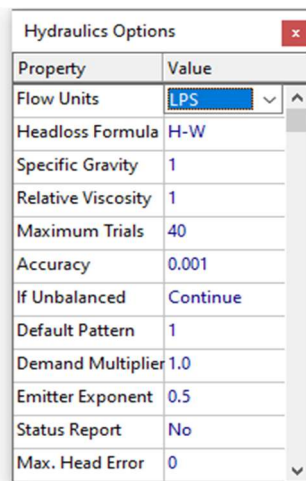 Hydraulics Options x
Property Value
Flow Units LPS
Headloss Formula H-W
Specific Gravity 1
Relative Viscosity 1
Maximum Trials 40
Accuracy 0.001
If Unbalanced Continue
Default Pattern 1
Demand Multiplier 1.0
Emitter Exponent 0.5
Status Report No
Max. Head Error 0